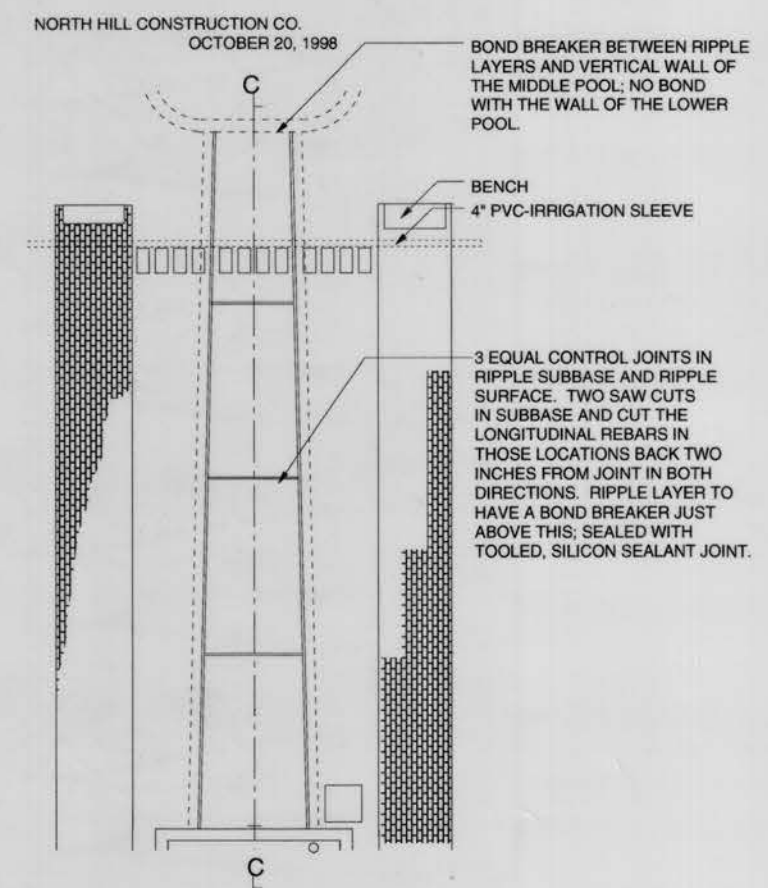 NORTH HILL CONSTRUCTION CO.
OCTOBER 20, 1998
C
BOND BREAKER BETWEEN RIPPLE
LAYERS AND VERTICAL WALL OF
THE MIDDLE POOL; NO BOND
WITH THE WALL OF THE LOWER
POOL.
BENCH
4" PVC-IRRIGATION SLEEVE
3 EQUAL CONTROL JOINTS IN
RIPPLE SUBBASE AND RIPPLE
SURFACE. TWO SAW CUTS
IN SUBBASE AND CUT THE
LONGITUDINAL REBARS IN
THOSE LOCATIONS BACK TWO
INCHES FROM JOINT IN BOTH
DIRECTIONS. RIPPLE LAYER TO
HAVE A BOND BREAKER JUST
ABOVE THIS; SEALED WITH
TOOLED, SILICON SEALANT JOINT.
C